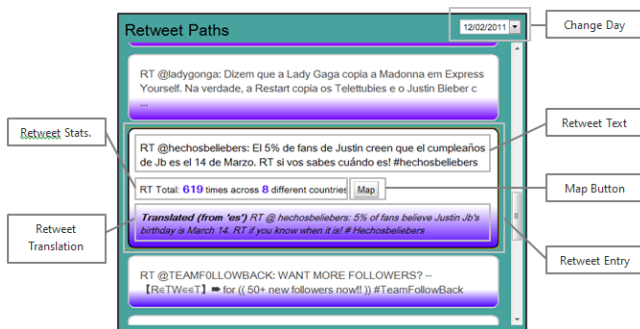 Retweet Paths
12/02/2011
Change Day
RT @ladygonga: Dizem que a Lady Gaga copia a Madonna em Express
Yourself. Na verdade, a Restart copia os Telettubies e o Justin Bieber c
...
Retweet Stats.
RT @hechosbeliebers: El 5% de fans de Justin creen que el cumpleaños
de Jb es el 14 de Marzo. RT si vos sabes cuándo es! #hechosbeliebers
Retweet Text
RT Total: 619 times across 8 different countries
Map
Map Button
Retweet
Translation
Translated (from 'es') RT @ hechosbeliebers: 5% of fans believe Justin Jb's
birthday is March 14. RT if you know when it is! # Hechosbeliebers
Retweet Entry
RT @TEAMF0LLOWBACK: WANT MORE FOLLOWERS? --
【R∈TW∈∈T】 ➡ for (( 50+ new followers now!! )) #TeamFollowBack